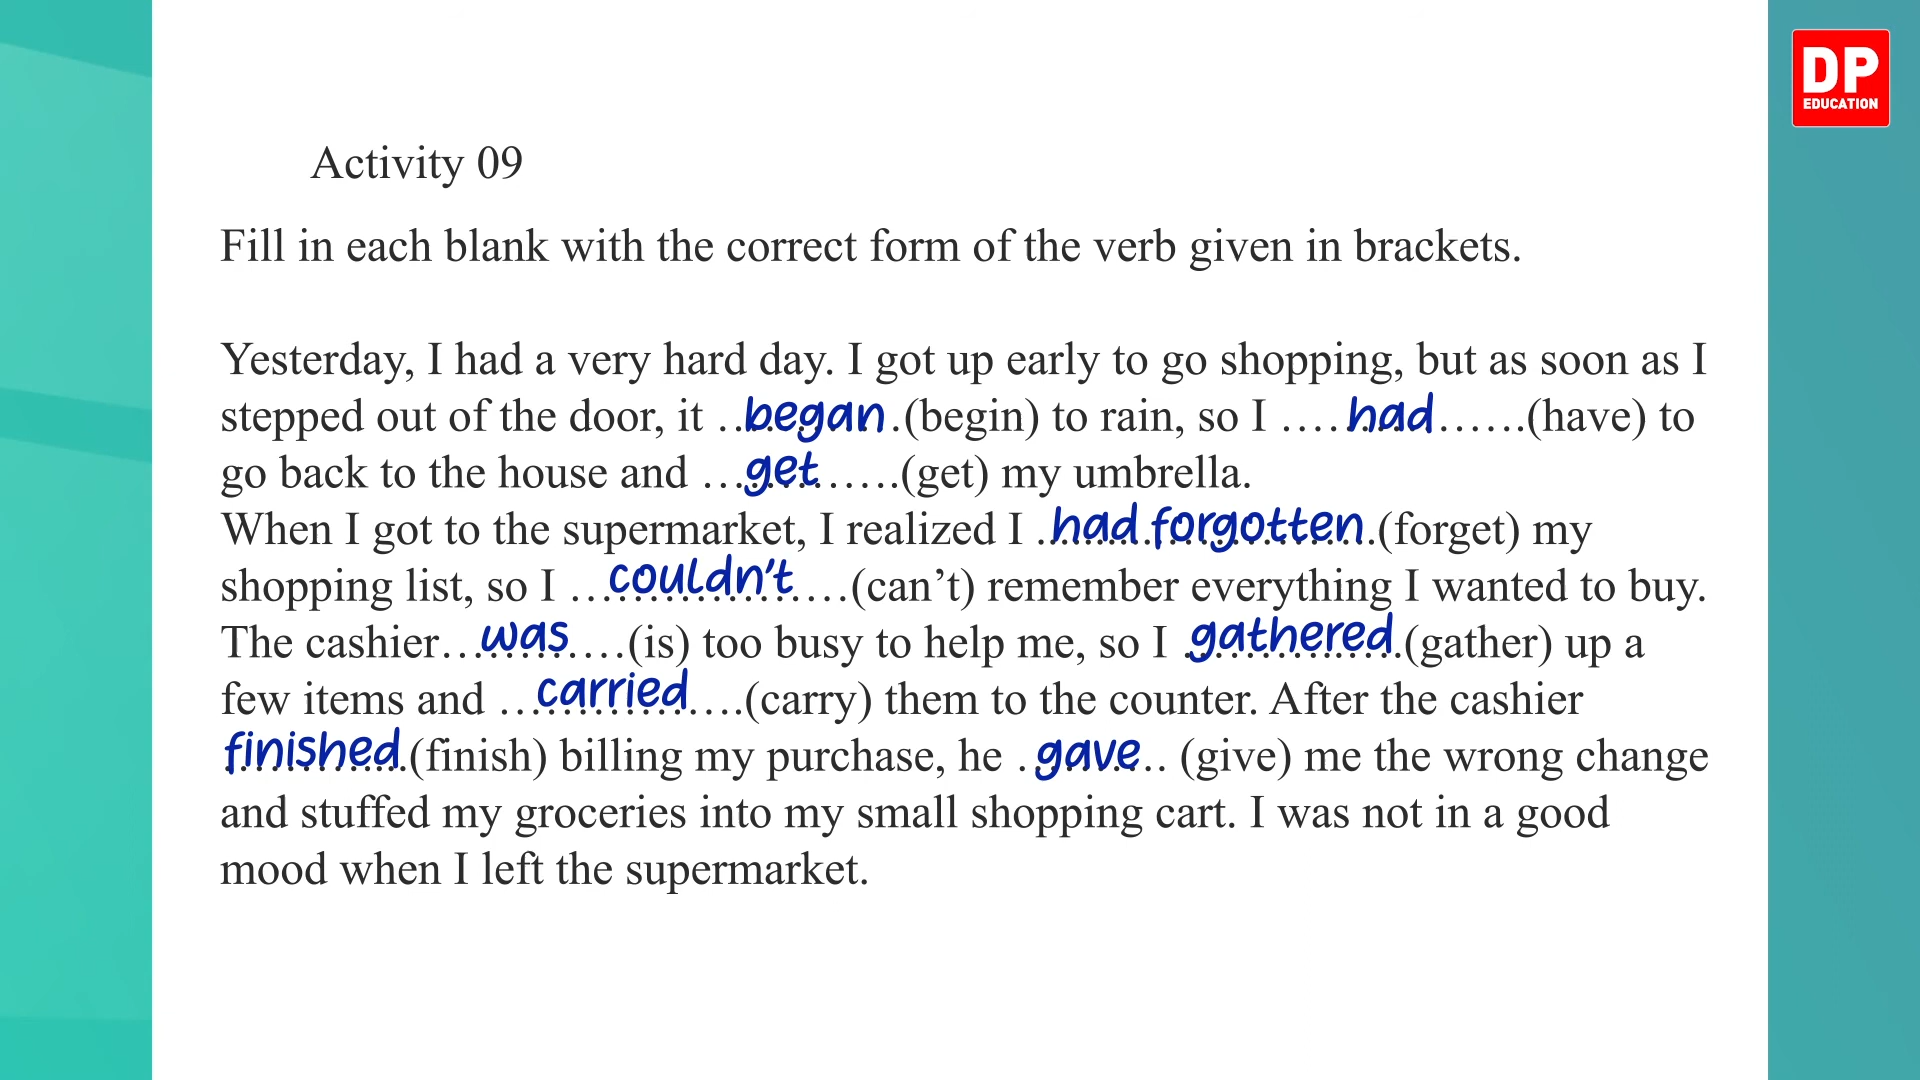 DP
EDUCATION
Activity 09
Fill in each blank with the correct form of the verb given in brackets.
Yesterday, I had a very hard day. I got up early to go shopping, but as soon as I
stepped out of the door, it ..began.(begin) to rain, so I ....had......(have) to
go back to the house and ...get.......(get) my umbrella.
When I got to the supermarket, I realized I .had forgotten.(forget) my
shopping list, so I ...couldn't....(can’t) remember everything I wanted to buy.
The cashier...was....(is) too busy to help me, so I .gathered.(gather) up a
few items and ...carried....(carry) them to the counter. After the cashier
finished.(finish) billing my purchase, he .gave.. (give) me the wrong change
and stuffed my groceries into my small shopping cart. I was not in a good
mood when I left the supermarket.